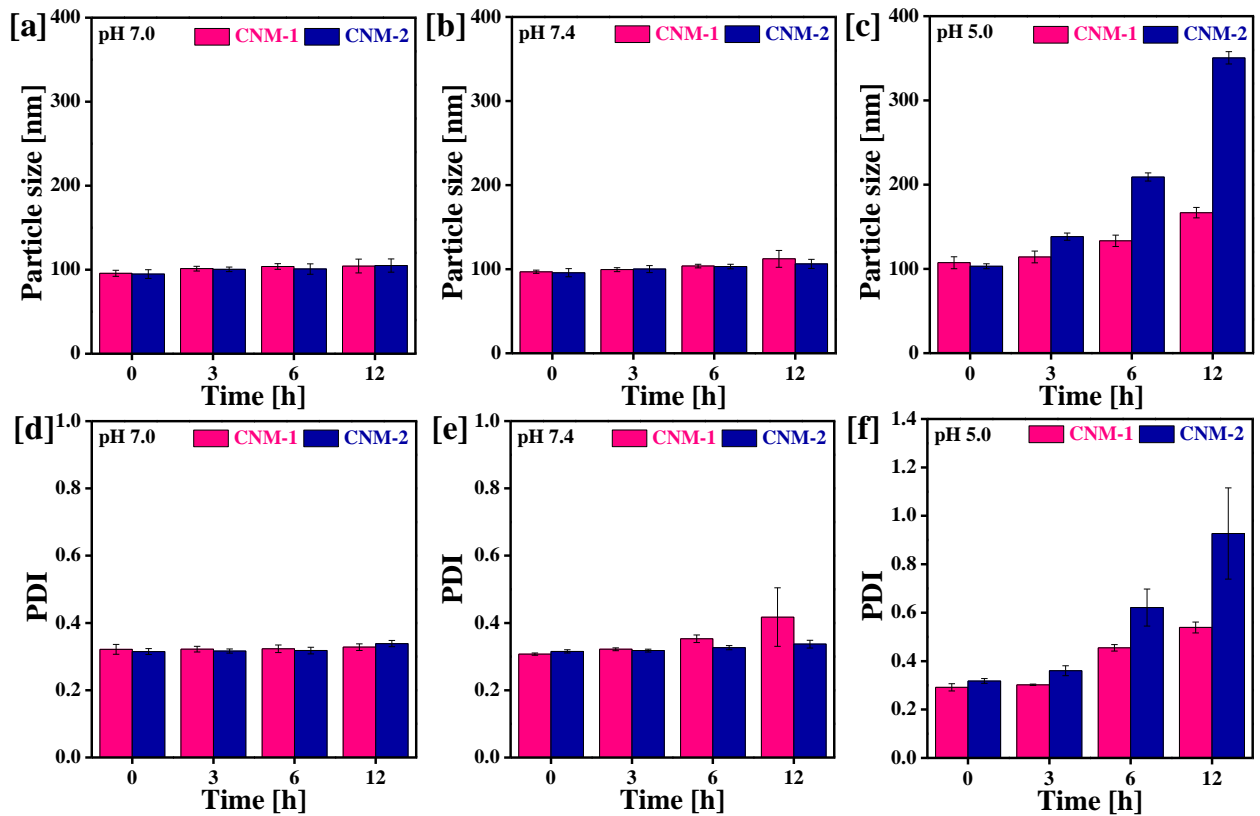 [a]
pH 7.0
CNM-1
CNM-2
Particle size [nm]
400
300
200
100
0
0 3 6 12
Time [h]
[b]
pH 7.4
CNM-1
CNM-2
Particle size [nm]
400
300
200
100
0
0 3 6 12
Time [h]
[c]
pH 5.0
CNM-1
CNM-2
Particle size [nm]
400
300
200
100
0
0 3 6 12
Time [h]
[d]
pH 7.0
CNM-1
CNM-2
PDI
1.0
0.8
0.6
0.4
0.2
0.0
0 3 6 12
Time [h]
[e]
pH 7.4
CNM-1
CNM-2
PDI
1.0
0.8
0.6
0.4
0.2
0.0
0 3 6 12
Time [h]
[f]
pH 5.0
CNM-1
CNM-2
PDI
1.4
1.2
1.0
0.8
0.6
0.4
0.2
0.0
0 3 6 12
Time [h]